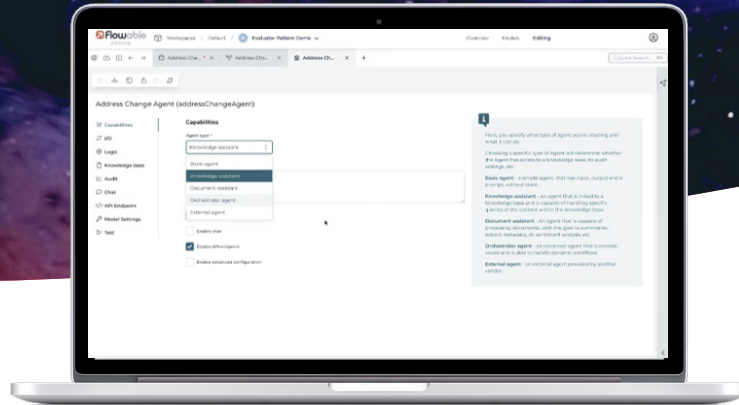 flowable
DESIGN
Workspaces / Default / Evaluator Pattern Demo
Overview Models Editing
Address Cha... * × Address Cha... × Address Ch... × +
Quick Search...
Address Change Agent (addressChangeAgent)
Capabilities
I/O
Logic
Knowledge base
Audit
Chat
API Endpoint
Model Settings
Test
Capabilities
Agent type *
Knowledge assistant
Basic agent
Knowledge assistant
Document assistant
Orchestrator agent
External agent
Enable chat
Enable API
Enable advanced configuration
Here, you specify what type of agent you're creating and
what it can do.
Choosing a specific type of Agent will determine whether
the Agent has access to a knowledge base, its audit
settings, etc.
Basic agent - a simple agent, that has input, output and a
prompt, without state.
Knowledge assistant - an agent that is linked to a
knowledge base and is capable of handling specific
queries of the content within the knowledge base.
Document assistant - An agent that is capable of
processing documents, with the goal to summarize,
extract metadata, do sentiment analysis, etc.
Orchestrator agent - an advanced agent that is context-
aware and is able to handle dynamic workflows.
External agent - an external agent provided by another
vendor.